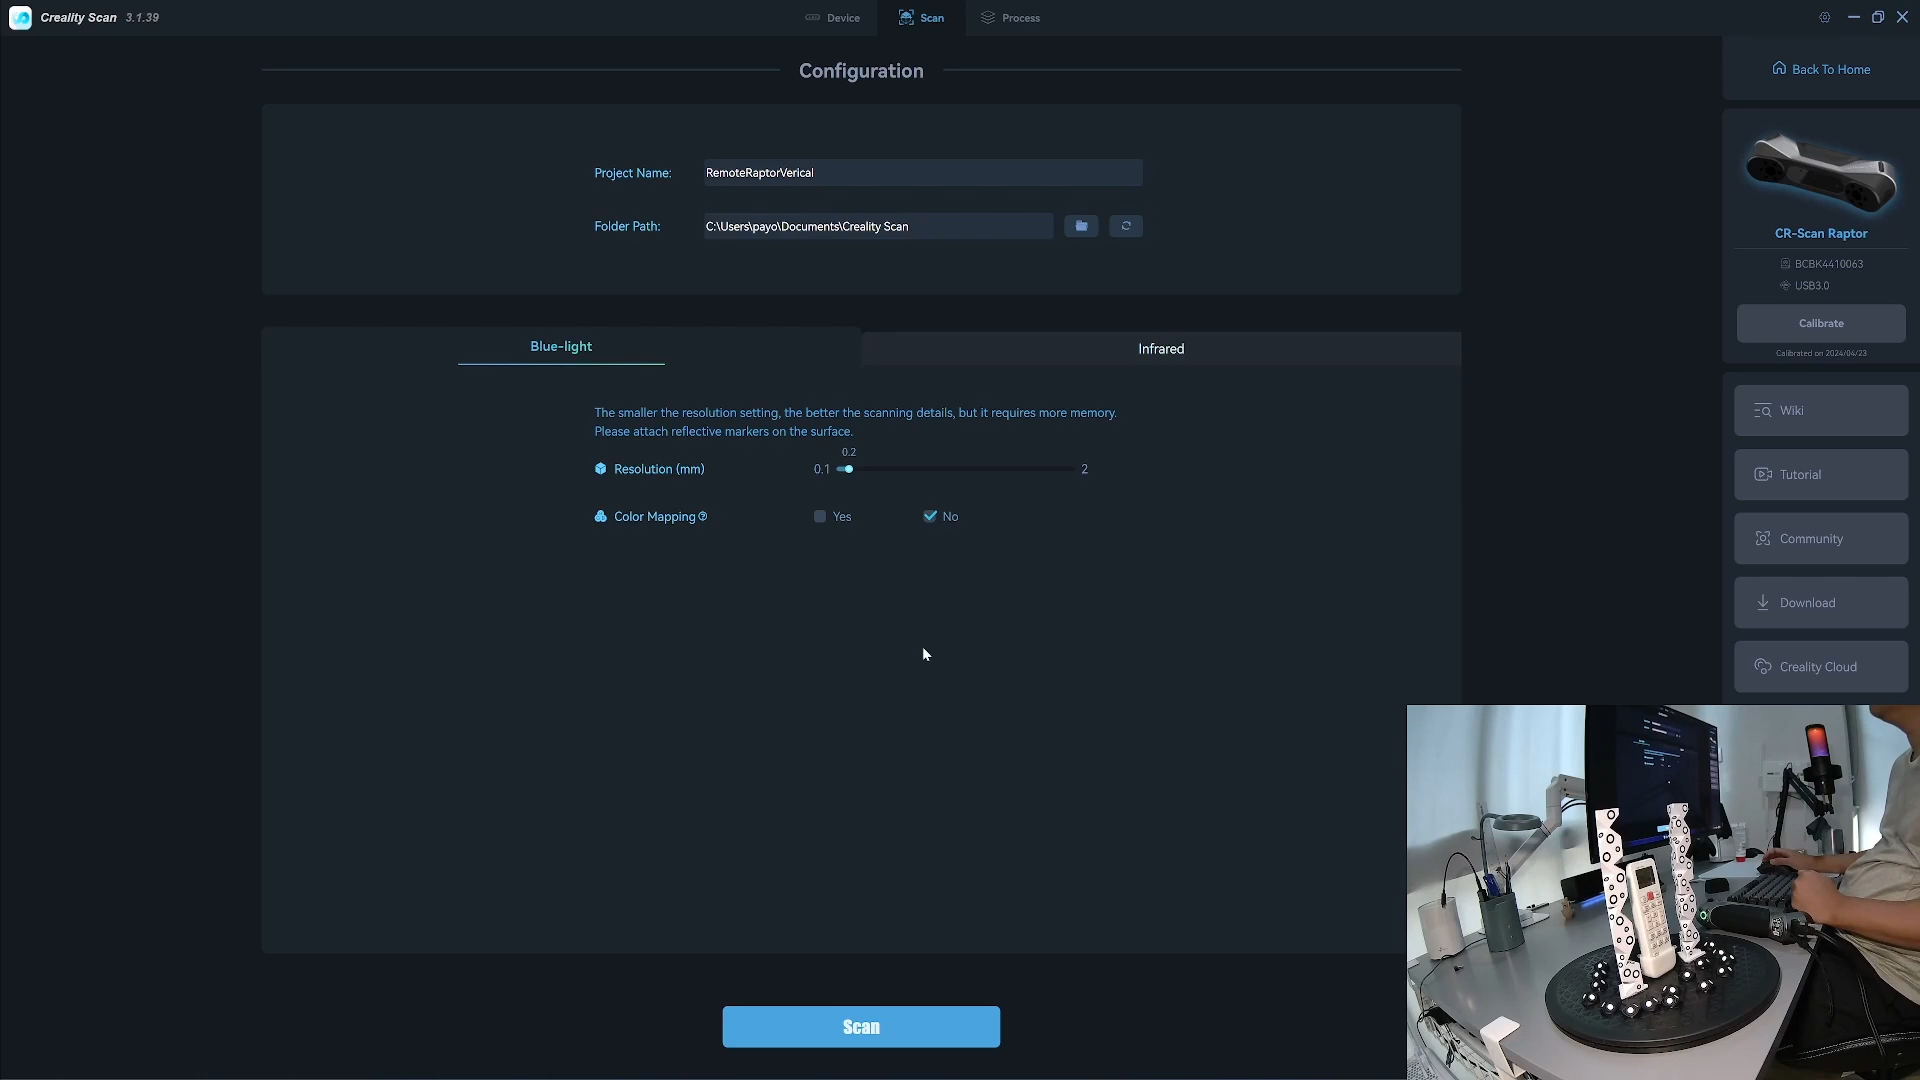 Creality Scan 3.1.39
Device
Scan
Process
Configuration
Back To Home
Project Name: RemoteRaptorVerical
Folder Path: C:\Users\payo\Documents\Creality Scan
CR-Scan Raptor
BCBK4410063
USB3.0
Calibrate
Calibrated on 2024/04/23
Blue-light
Infrared
The smaller the resolution setting, the better the scanning details, but it requires more memory.
Please attach reflective markers on the surface.
0.2
Resolution (mm) 0.1 2
Color Mapping Yes No
Wiki
Tutorial
Community
Download
Creality Cloud
Scan